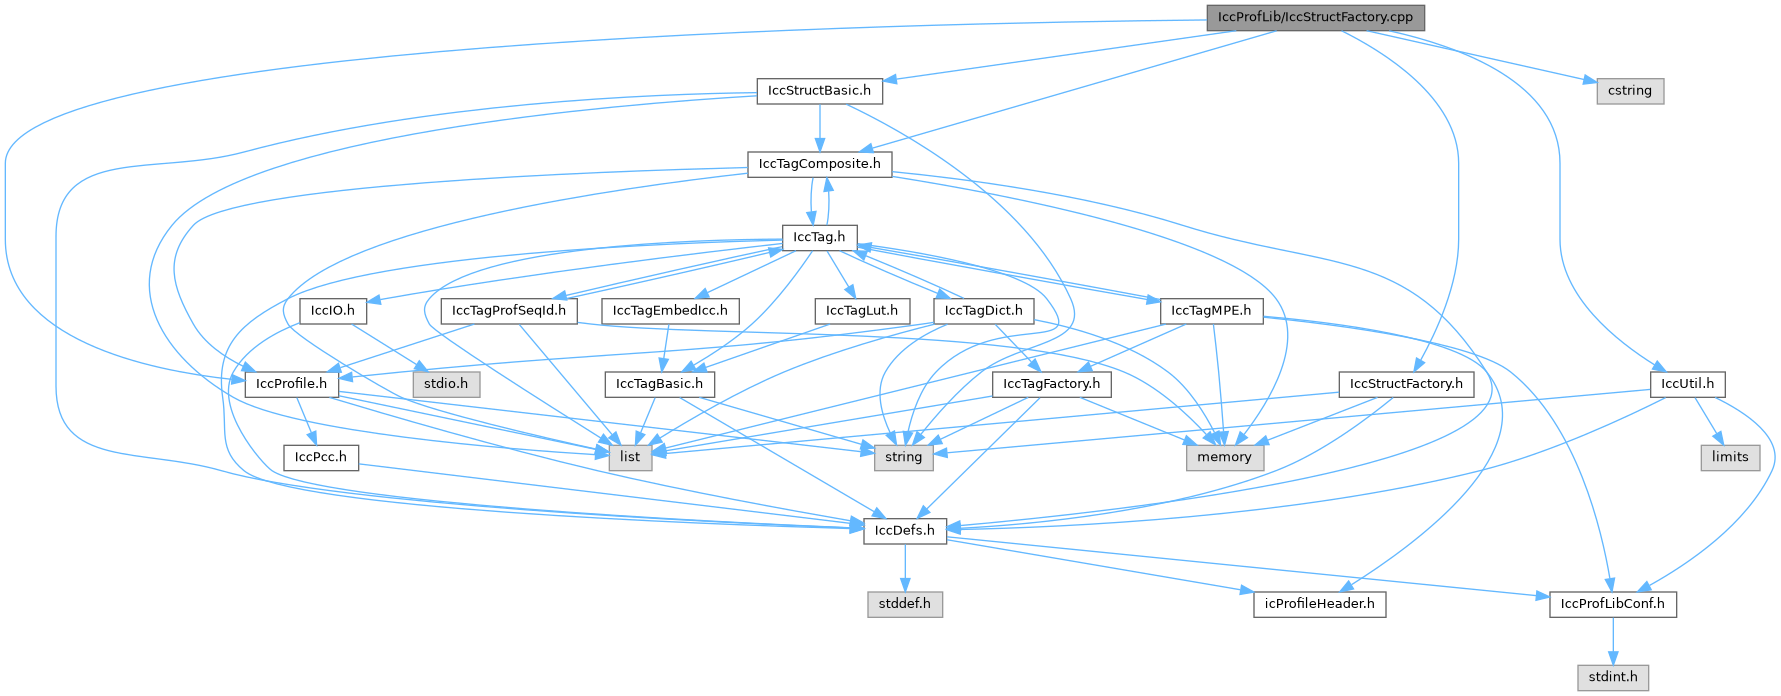 IccProfLib/IccStructFactory.cpp
IccStructBasic.h
cstring
IccTagComposite.h
IccTag.h
IccIO.h
IccTagProfSeqId.h
IccTagEmbedIcc.h
IccTagLut.h
IccTagDict.h
IccTagMPE.h
IccProfile.h
stdio.h
IccTagBasic.h
IccTagFactory.h
IccStructFactory.h
IccUtil.h
IccPcc.h
list
string
memory
limits
IccDefs.h
stddef.h
icProfileHeader.h
IccProfLibConf.h
stdint.h